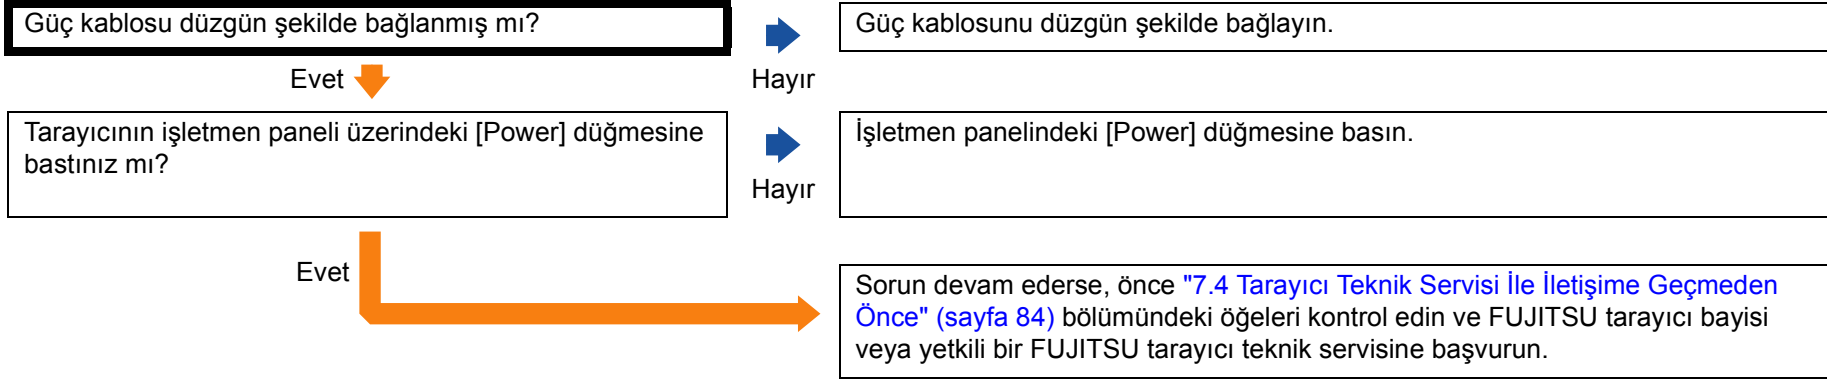 Güç kablosu düzgün şekilde bağlanmış mı?
Güç kablosunu düzgün şekilde bağlayın.
Evet
Hayır
Tarayıcının işletmen paneli üzerindeki [Power] düğmesine
bastınız mı?
İşletmen panelindeki [Power] düğmesine basın.
Hayır
Evet
Sorun devam ederse, önce "7.4 Tarayıcı Teknik Servisi İle İletişime Geçmeden
Önce" (sayfa 84) bölümündeki öğeleri kontrol edin ve FUJITSU tarayıcı bayisi
veya yetkili bir FUJITSU tarayıcı teknik servisine başvurun.